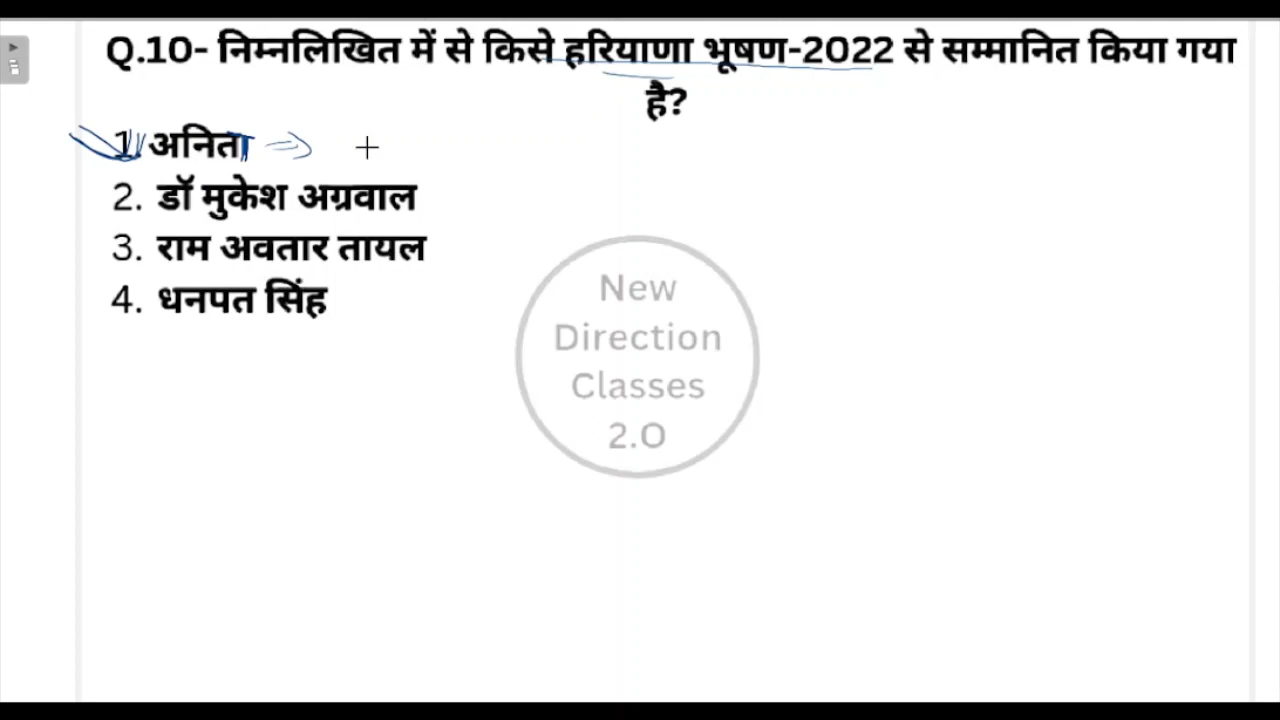 Q.10- निम्नलिखित में से किसे हरियाणा भूषण-2022 से सम्मानित किया गया
है?
1. अनिता
2. डॉ मुकेश अग्रवाल
3. राम अवतार तायल
4. धनपत सिंह
New
Direction
Classes
2.O